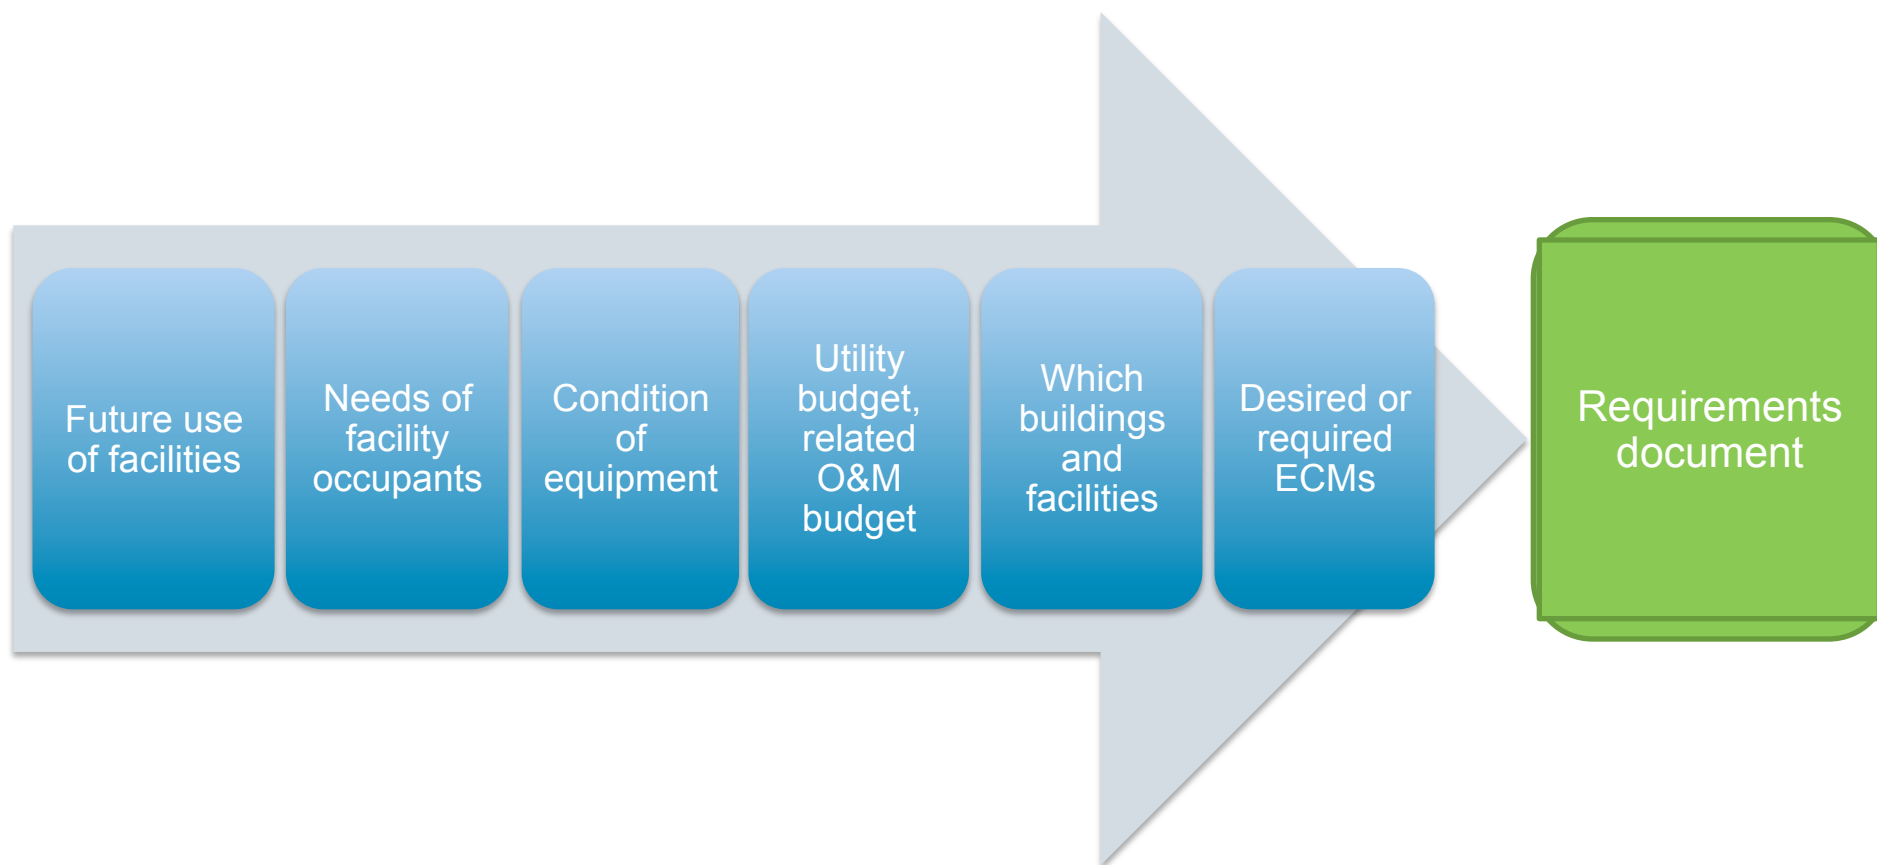 Future use
of facilities
Needs of
facility
occupants
Condition
of
equipment
Utility
budget,
related
O&M
budget
Which
buildings
and
facilities
Desired or
required
ECMs
Requirements
document